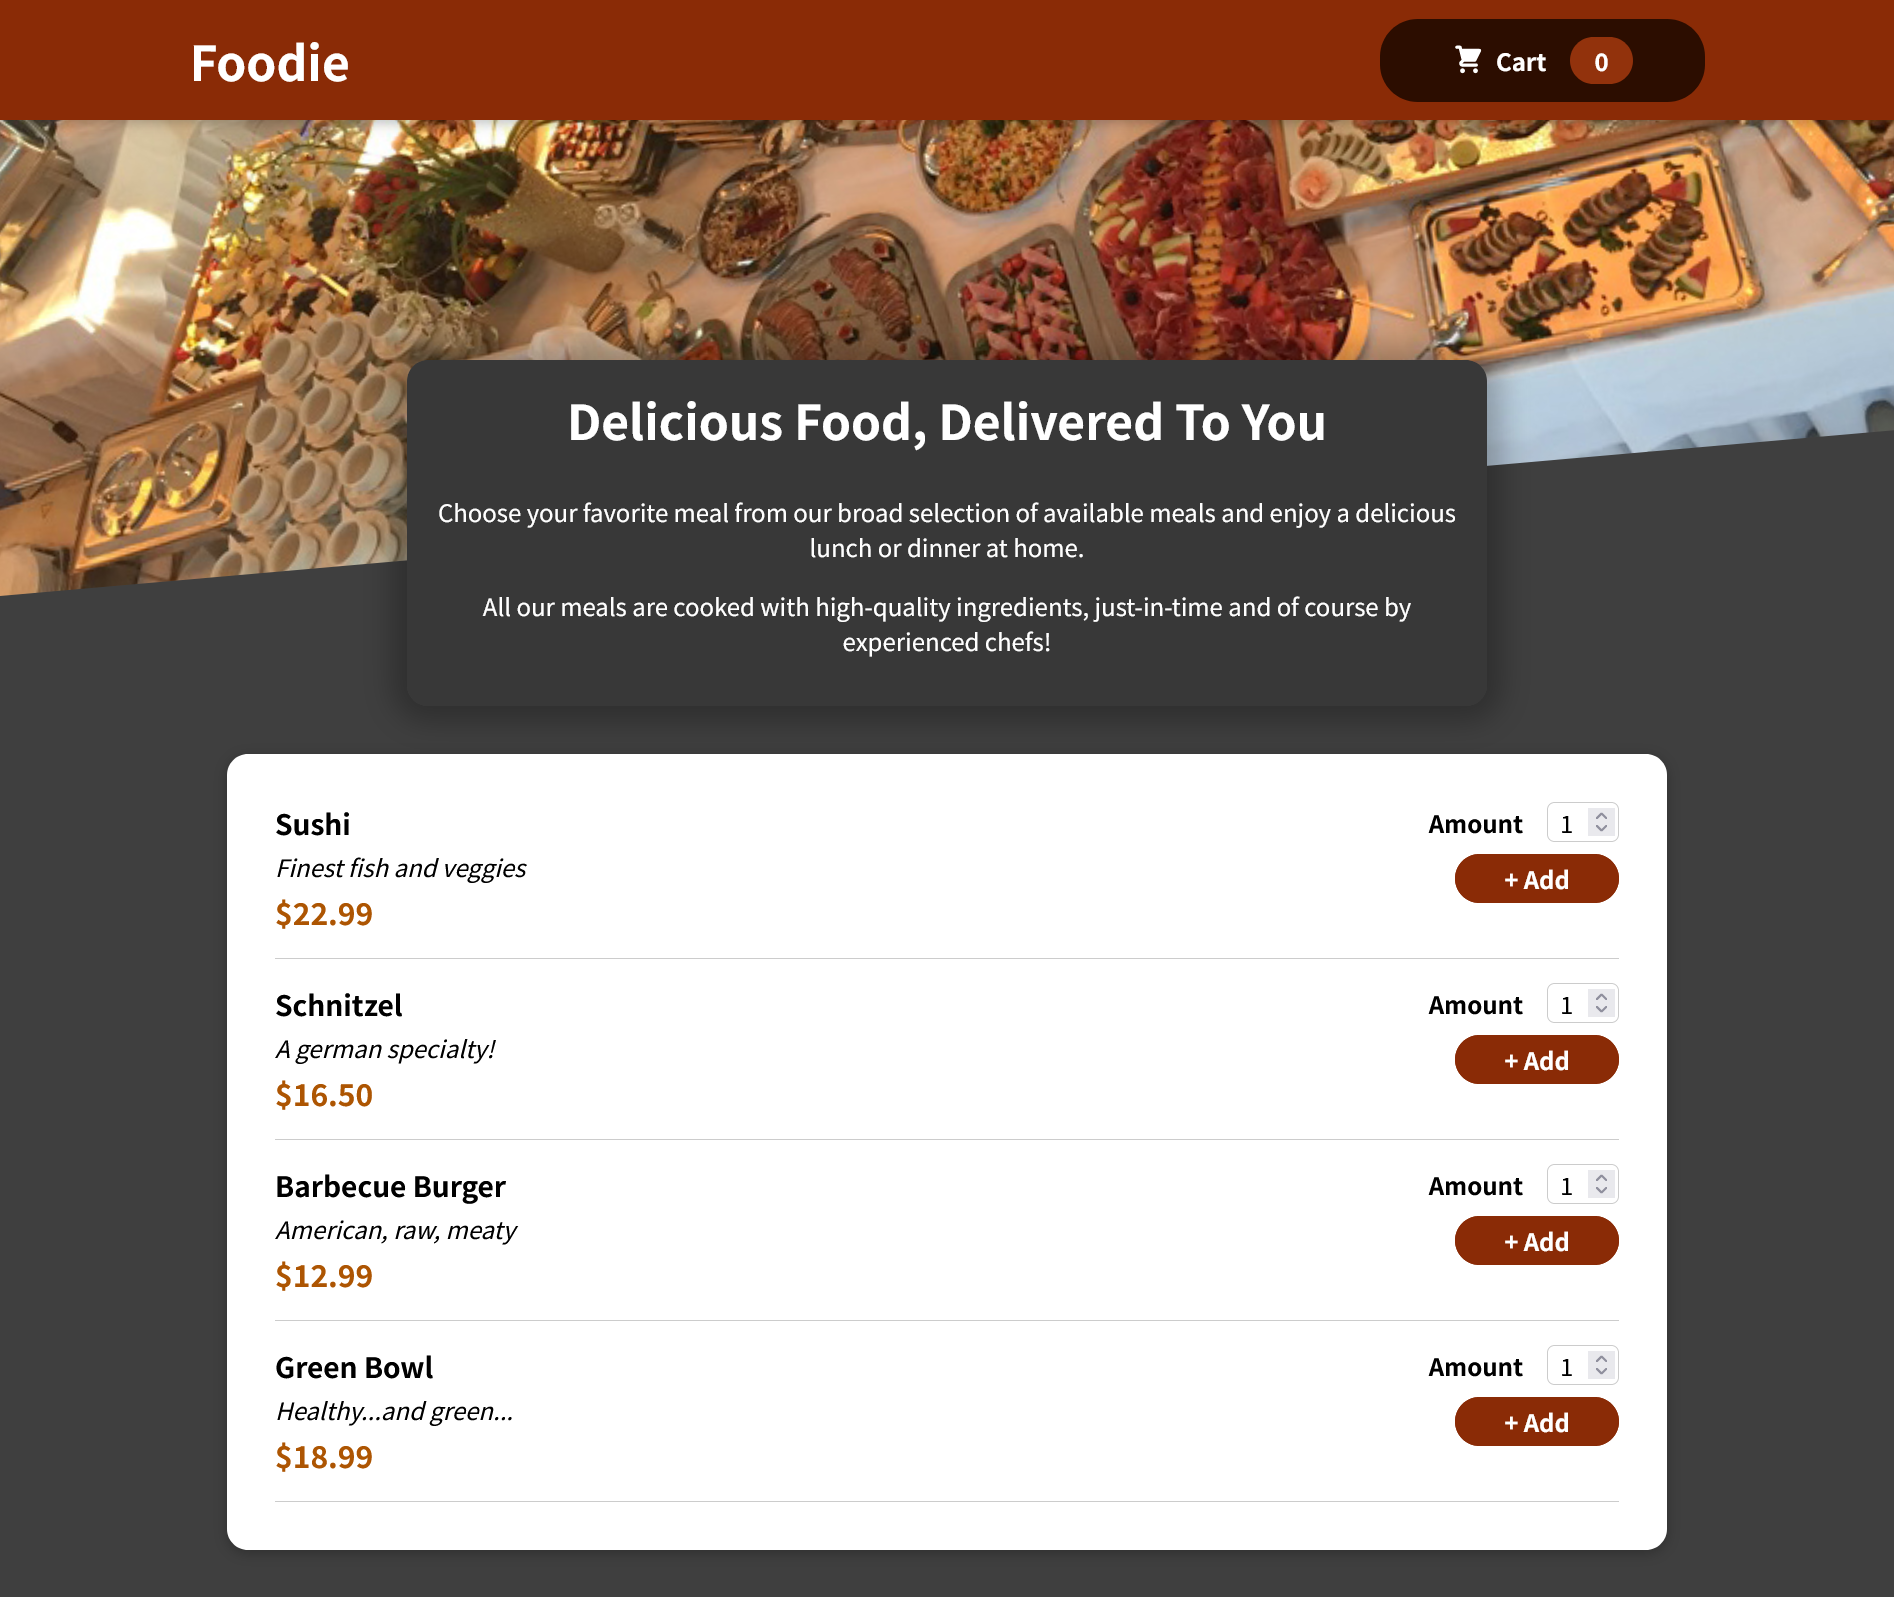 Foodie
Cart 0
Delicious Food, Delivered To You
Choose your favorite meal from our broad selection of available meals and enjoy a delicious
lunch or dinner at home.
All our meals are cooked with high-quality ingredients, just-in-time and of course by
experienced chefs!
Sushi
Amount 1
Finest fish and veggies
+ Add
$22.99
Schnitzel
Amount 1
A german specialty!
+ Add
$16.50
Barbecue Burger
Amount 1
American, raw, meaty
+ Add
$12.99
Green Bowl
Amount 1
Healthy...and green...
+ Add
$18.99